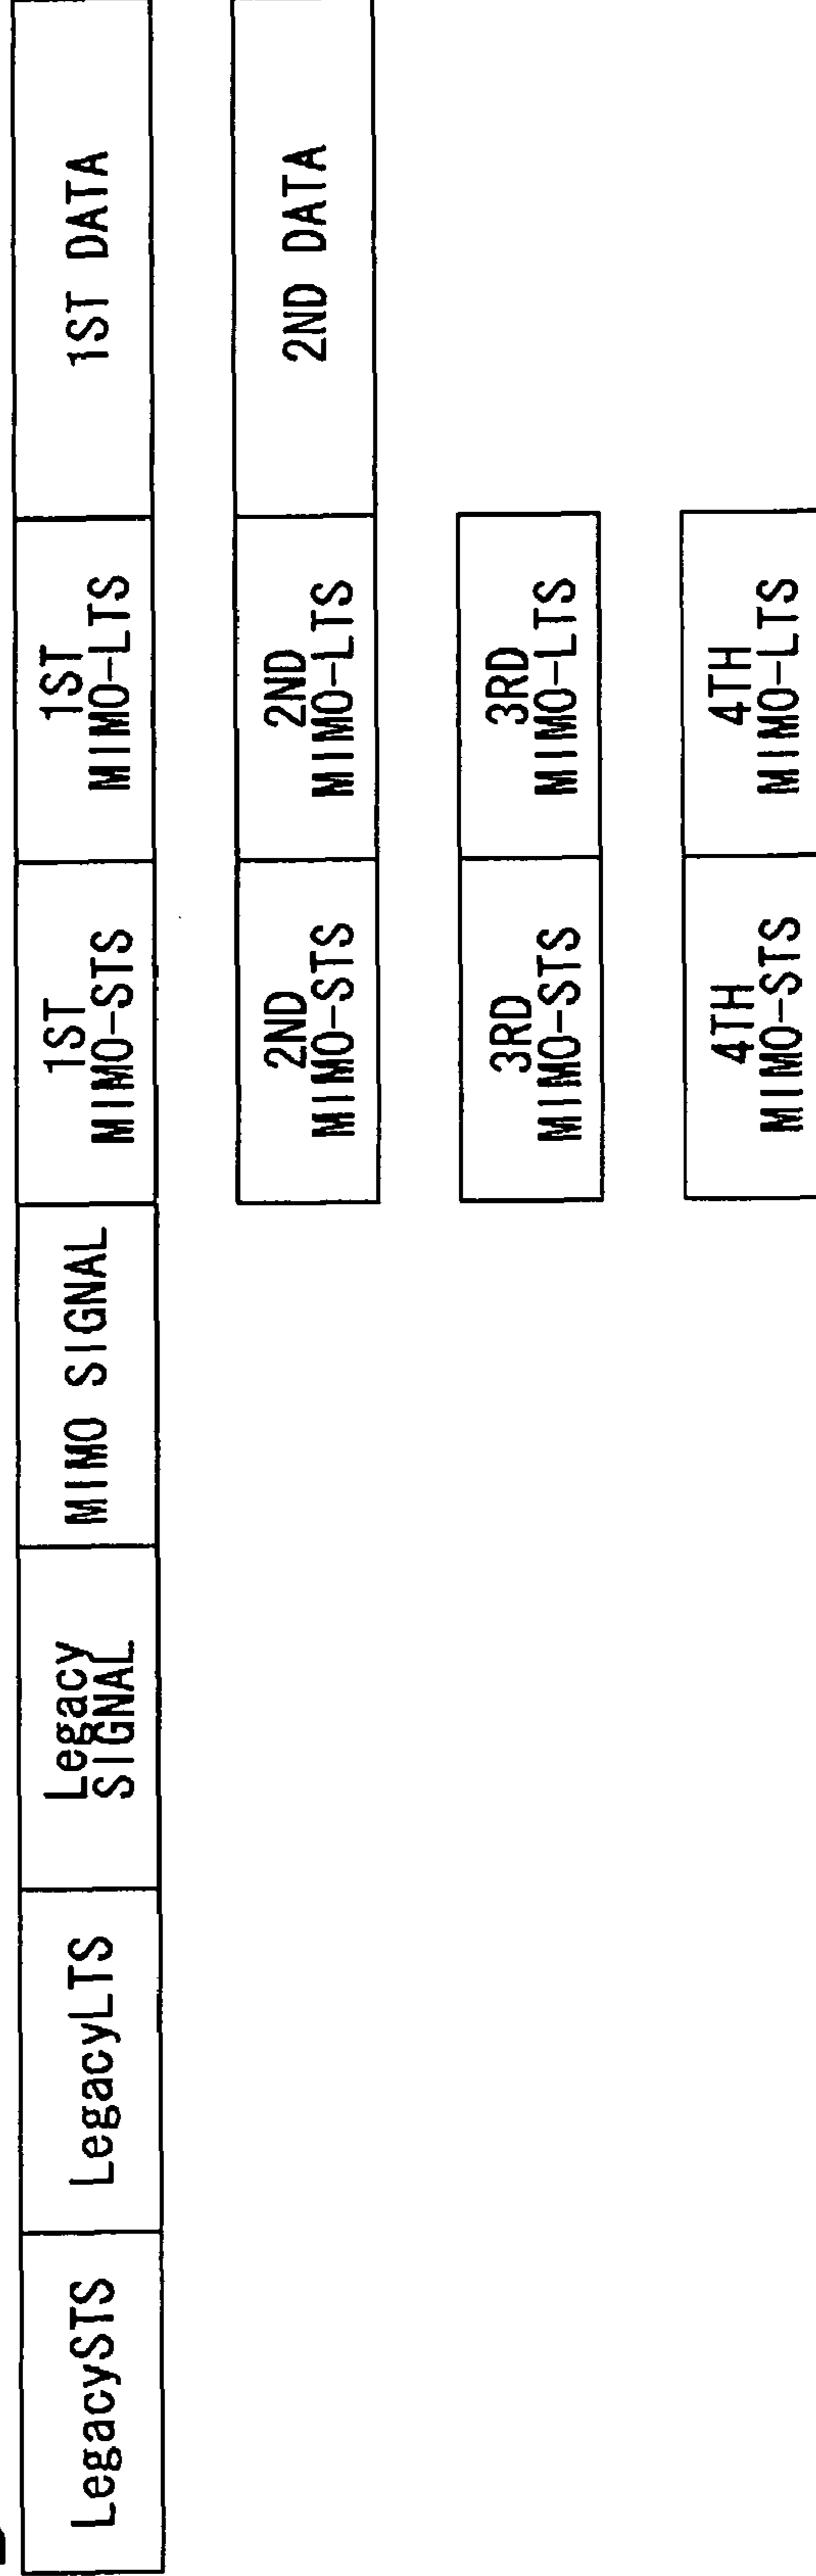 LegacySTS
LegacyLTS
Legacy
SIGNAL
MIMO SIGNAL
1ST
MIMO-STS
1ST
MIMO-LTS
1ST DATA
2ND
MIMO-STS
2ND
MIMO-LTS
2ND DATA
3RD
MIMO-STS
3RD
MIMO-LTS
4TH
MIMO-STS
4TH
MIMO-LTS